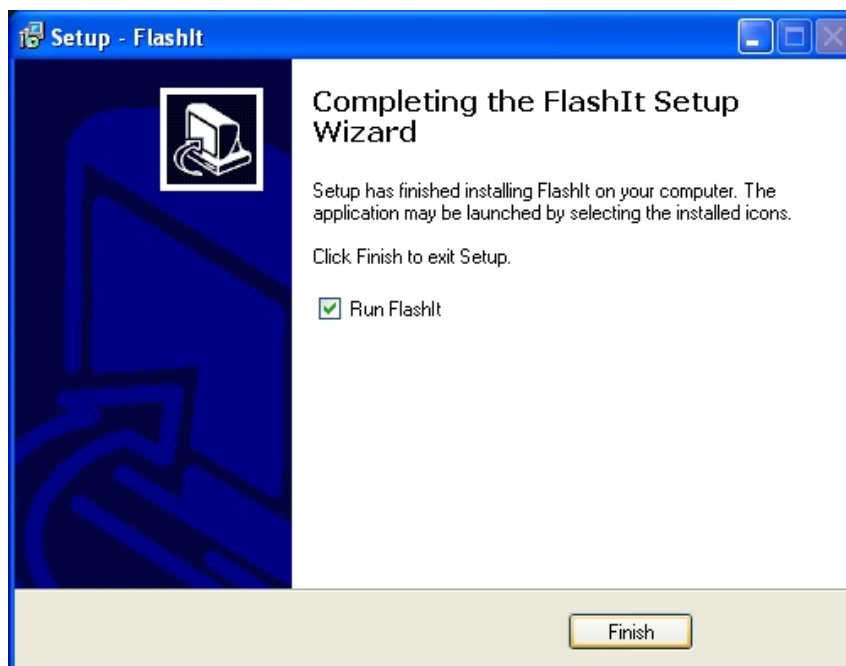 Setup - FlashIt
Completing the FlashIt Setup
Wizard
Setup has finished installing FlashIt on your computer. The
application may be launched by selecting the installed icons.
Click Finish to exit Setup.
Run FlashIt
Finish